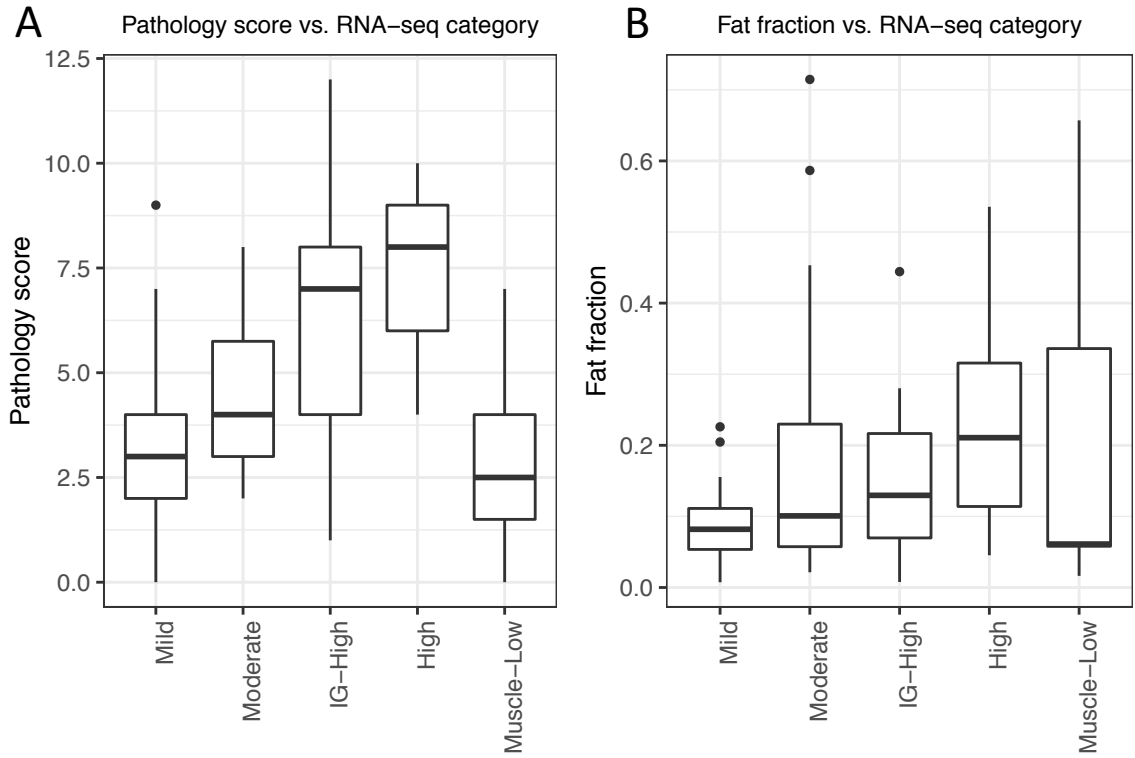 A
Pathology score vs. RNA−seq category
Pathology score
12.5
10.0
7.5
5.0
2.5
0.0
Mild
Moderate
IG−High
High
Muscle−Low
B
Fat fraction vs. RNA−seq category
Fat fraction
0.6
0.4
0.2
0.0
Mild
Moderate
IG−High
High
Muscle−Low